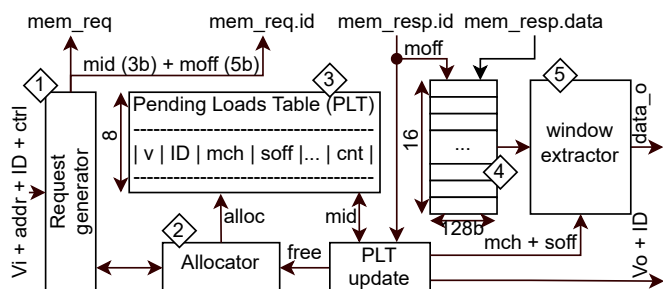 mem_req
mem_req.id
mem_resp.id
mem_resp.data
mid (3b) + moff (5b)
moff
1
3
5
Pending Loads Table (PLT)
8
| v | ID | mch | soff |... | cnt |
16
...
window
extractor
data_o
4
Vi + addr + ID + ctrl
Request
generator
alloc
mid
128b
2
mch + soff
Allocator
free
PLT
update
Vo + ID